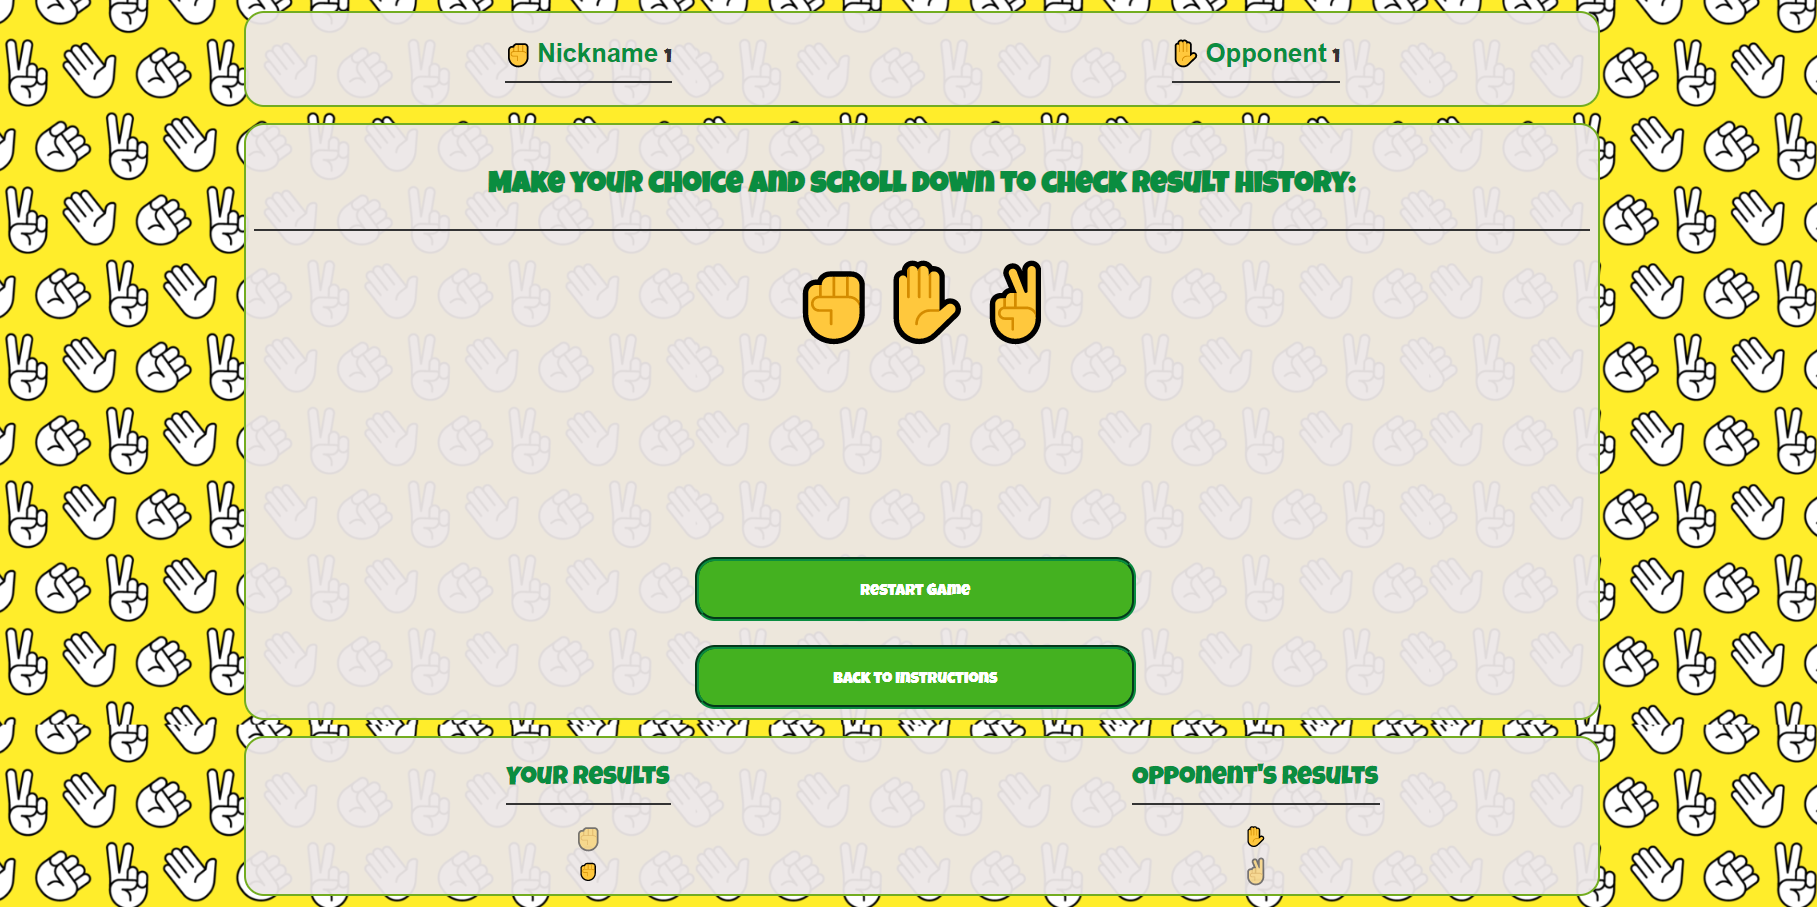 Nickname 1
Opponent 1
Make your choice and scroll down to check result history:
Restart Game
Back to instructions
Your Results
Opponent's Results